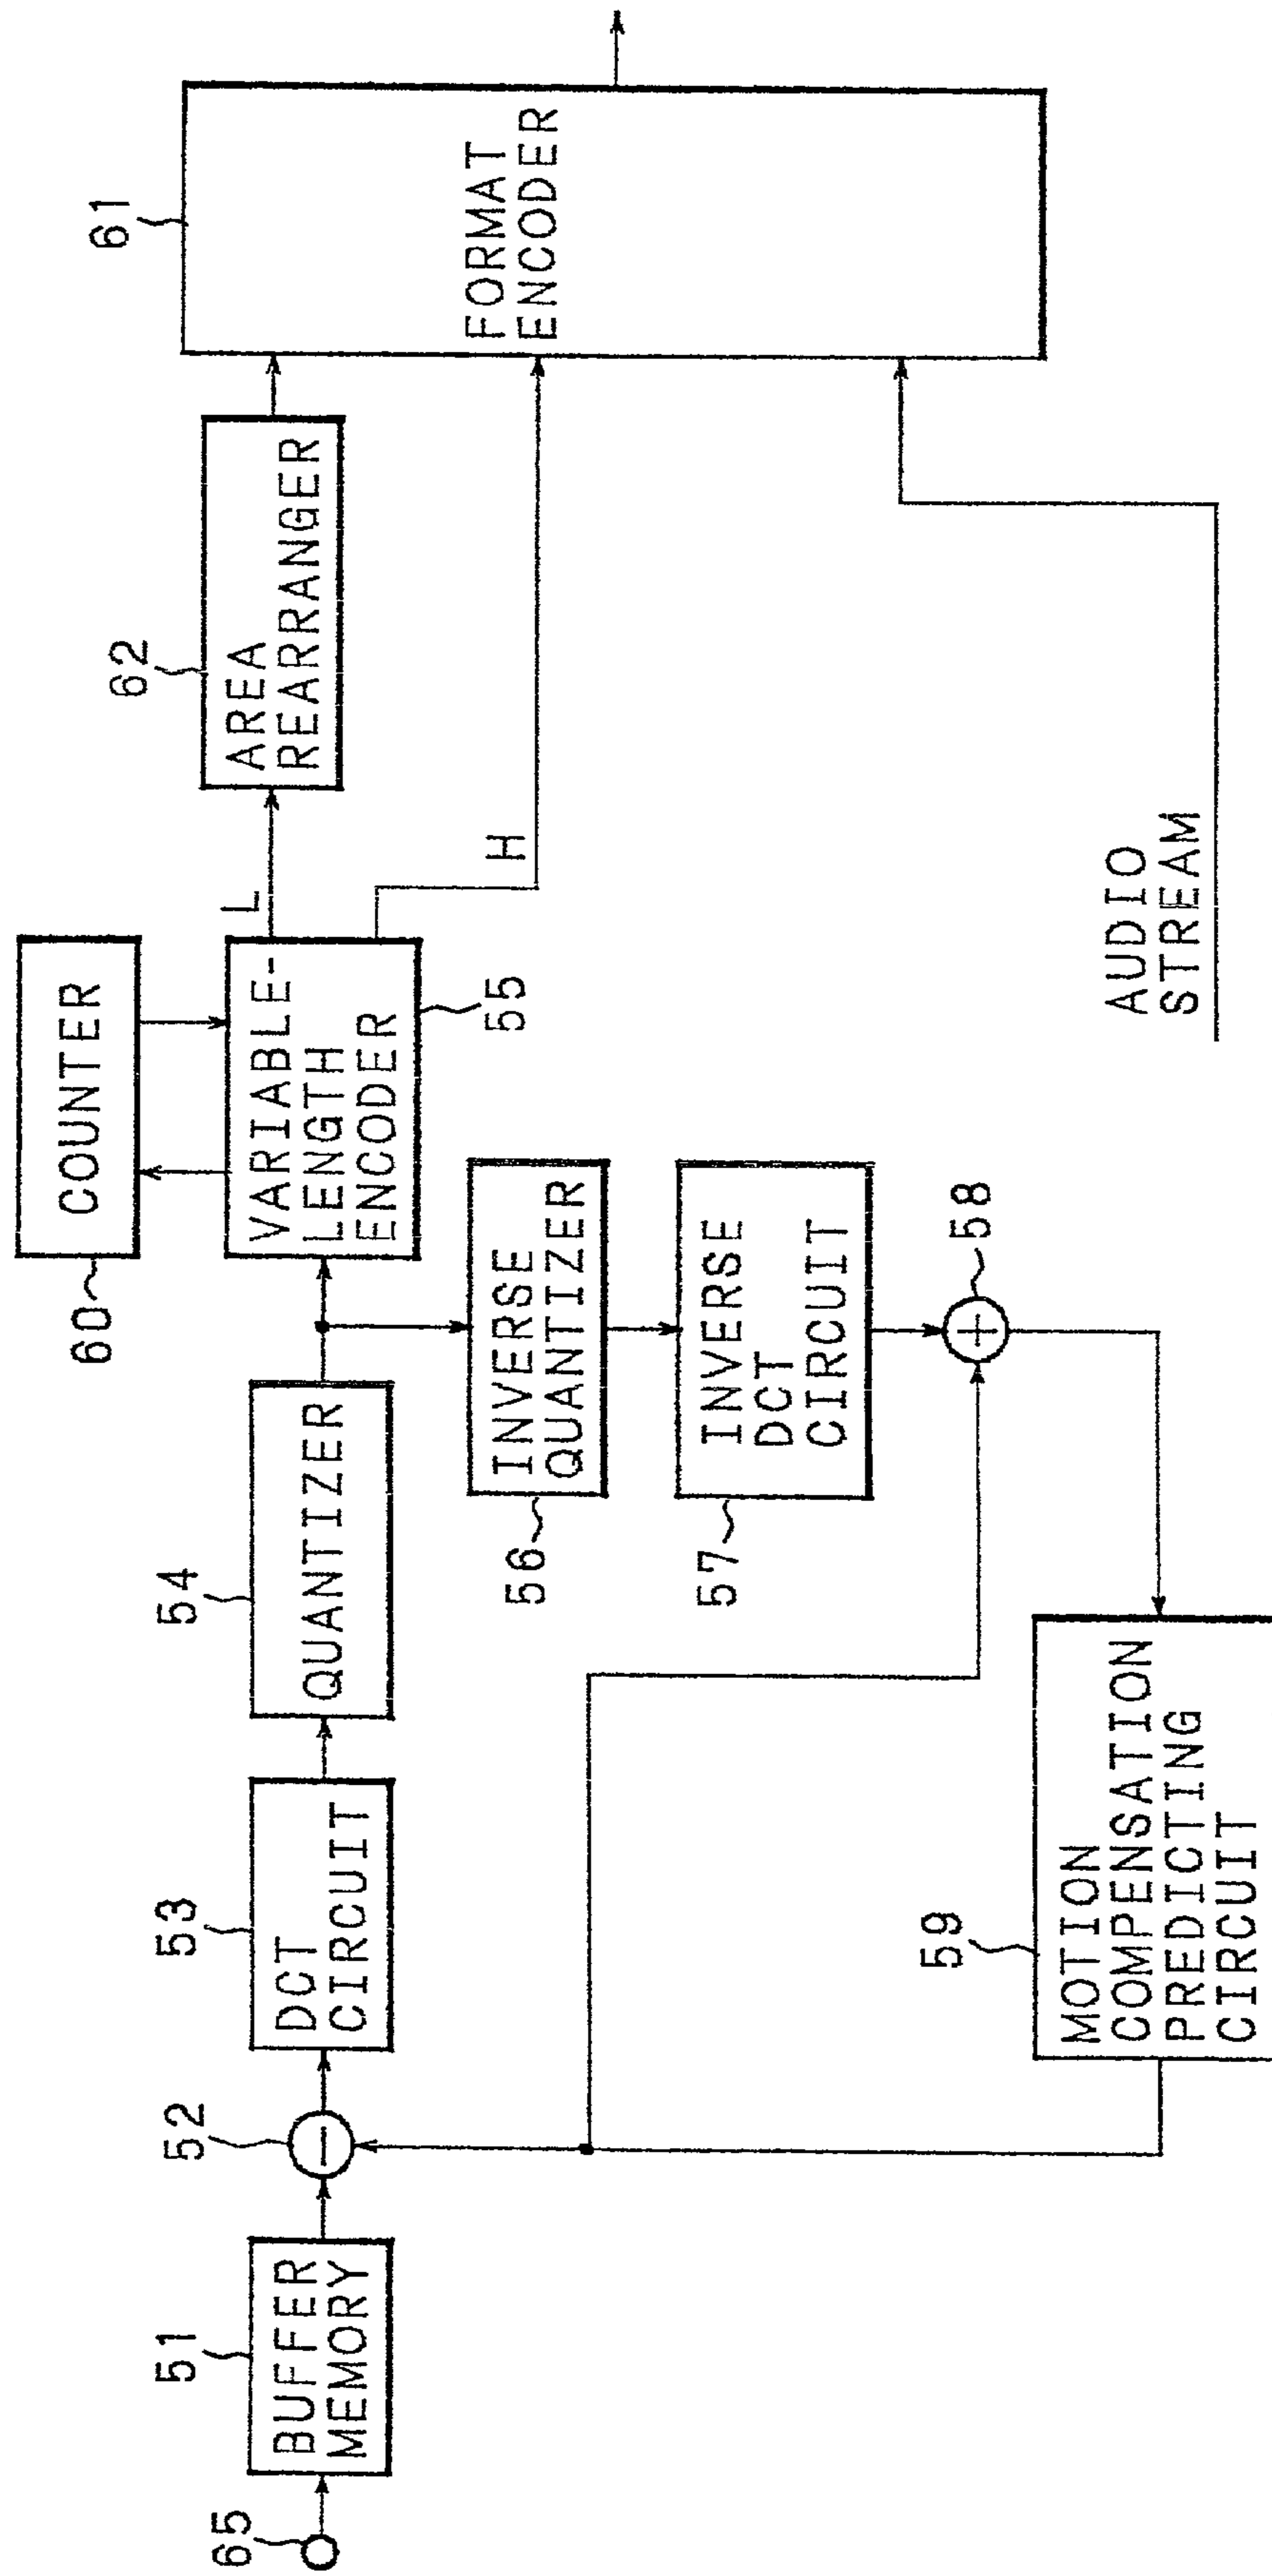 65
51
BUFFER
MEMORY
52
53
DCT
CIRCUIT
54
QUANTIZER
60
COUNTER
VARIABLE-
LENGTH
ENCODER
55
L
H
62
AREA
REARRANGER
61
FORMAT
ENCODER
56
INVERSE
QUANTIZER
57
INVERSE
DCT
CIRCUIT
58
59
MOTION
COMPENSATION
PREDICTING
CIRCUIT
AUDIO
STREAM